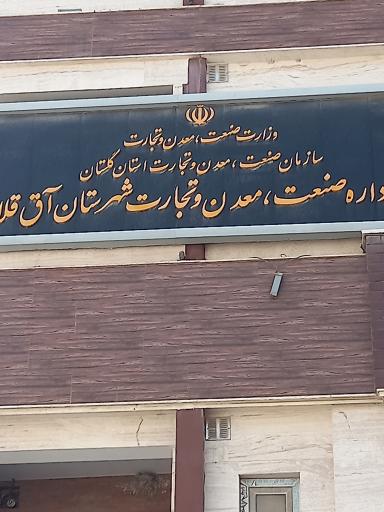 وزارت صنعت، معدن و تجارت
سازمان صنعت، معدن و تجارت استان گلستان
اداره صنعت، معدن و تجارت شهرستان آق قلا